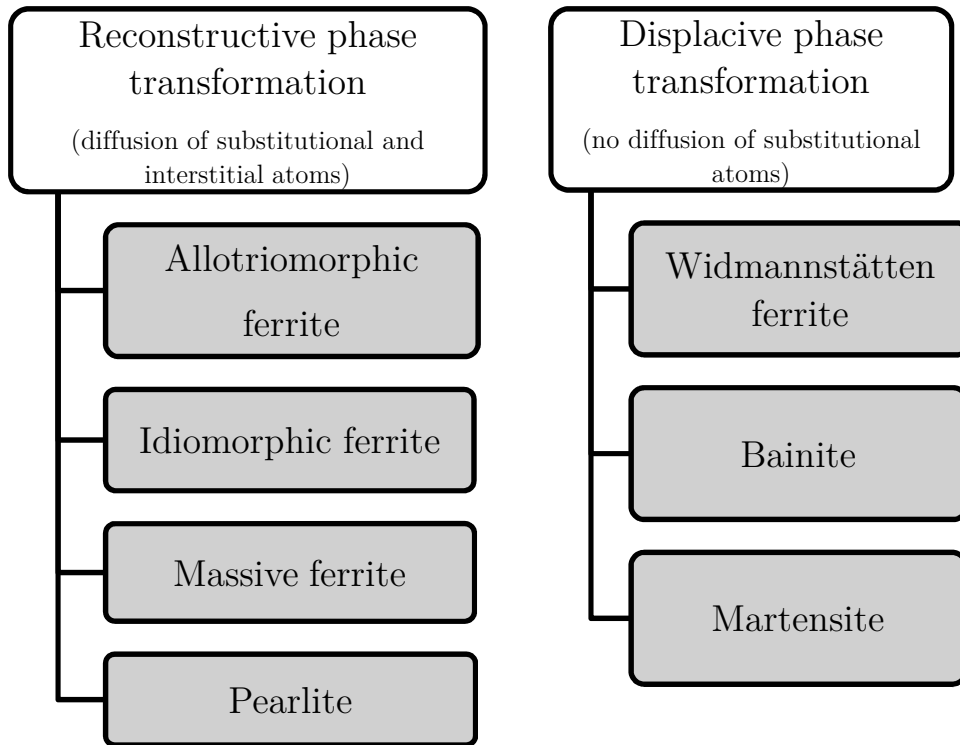 Reconstructive phase
transformation
(diffusion of substitutional and
interstitial atoms)
Allotriomorphic
ferrite
Idiomorphic ferrite
Massive ferrite
Pearlite
Displacive phase
transformation
(no diffusion of substitutional
atoms)
Widmannstätten
ferrite
Bainite
Martensite